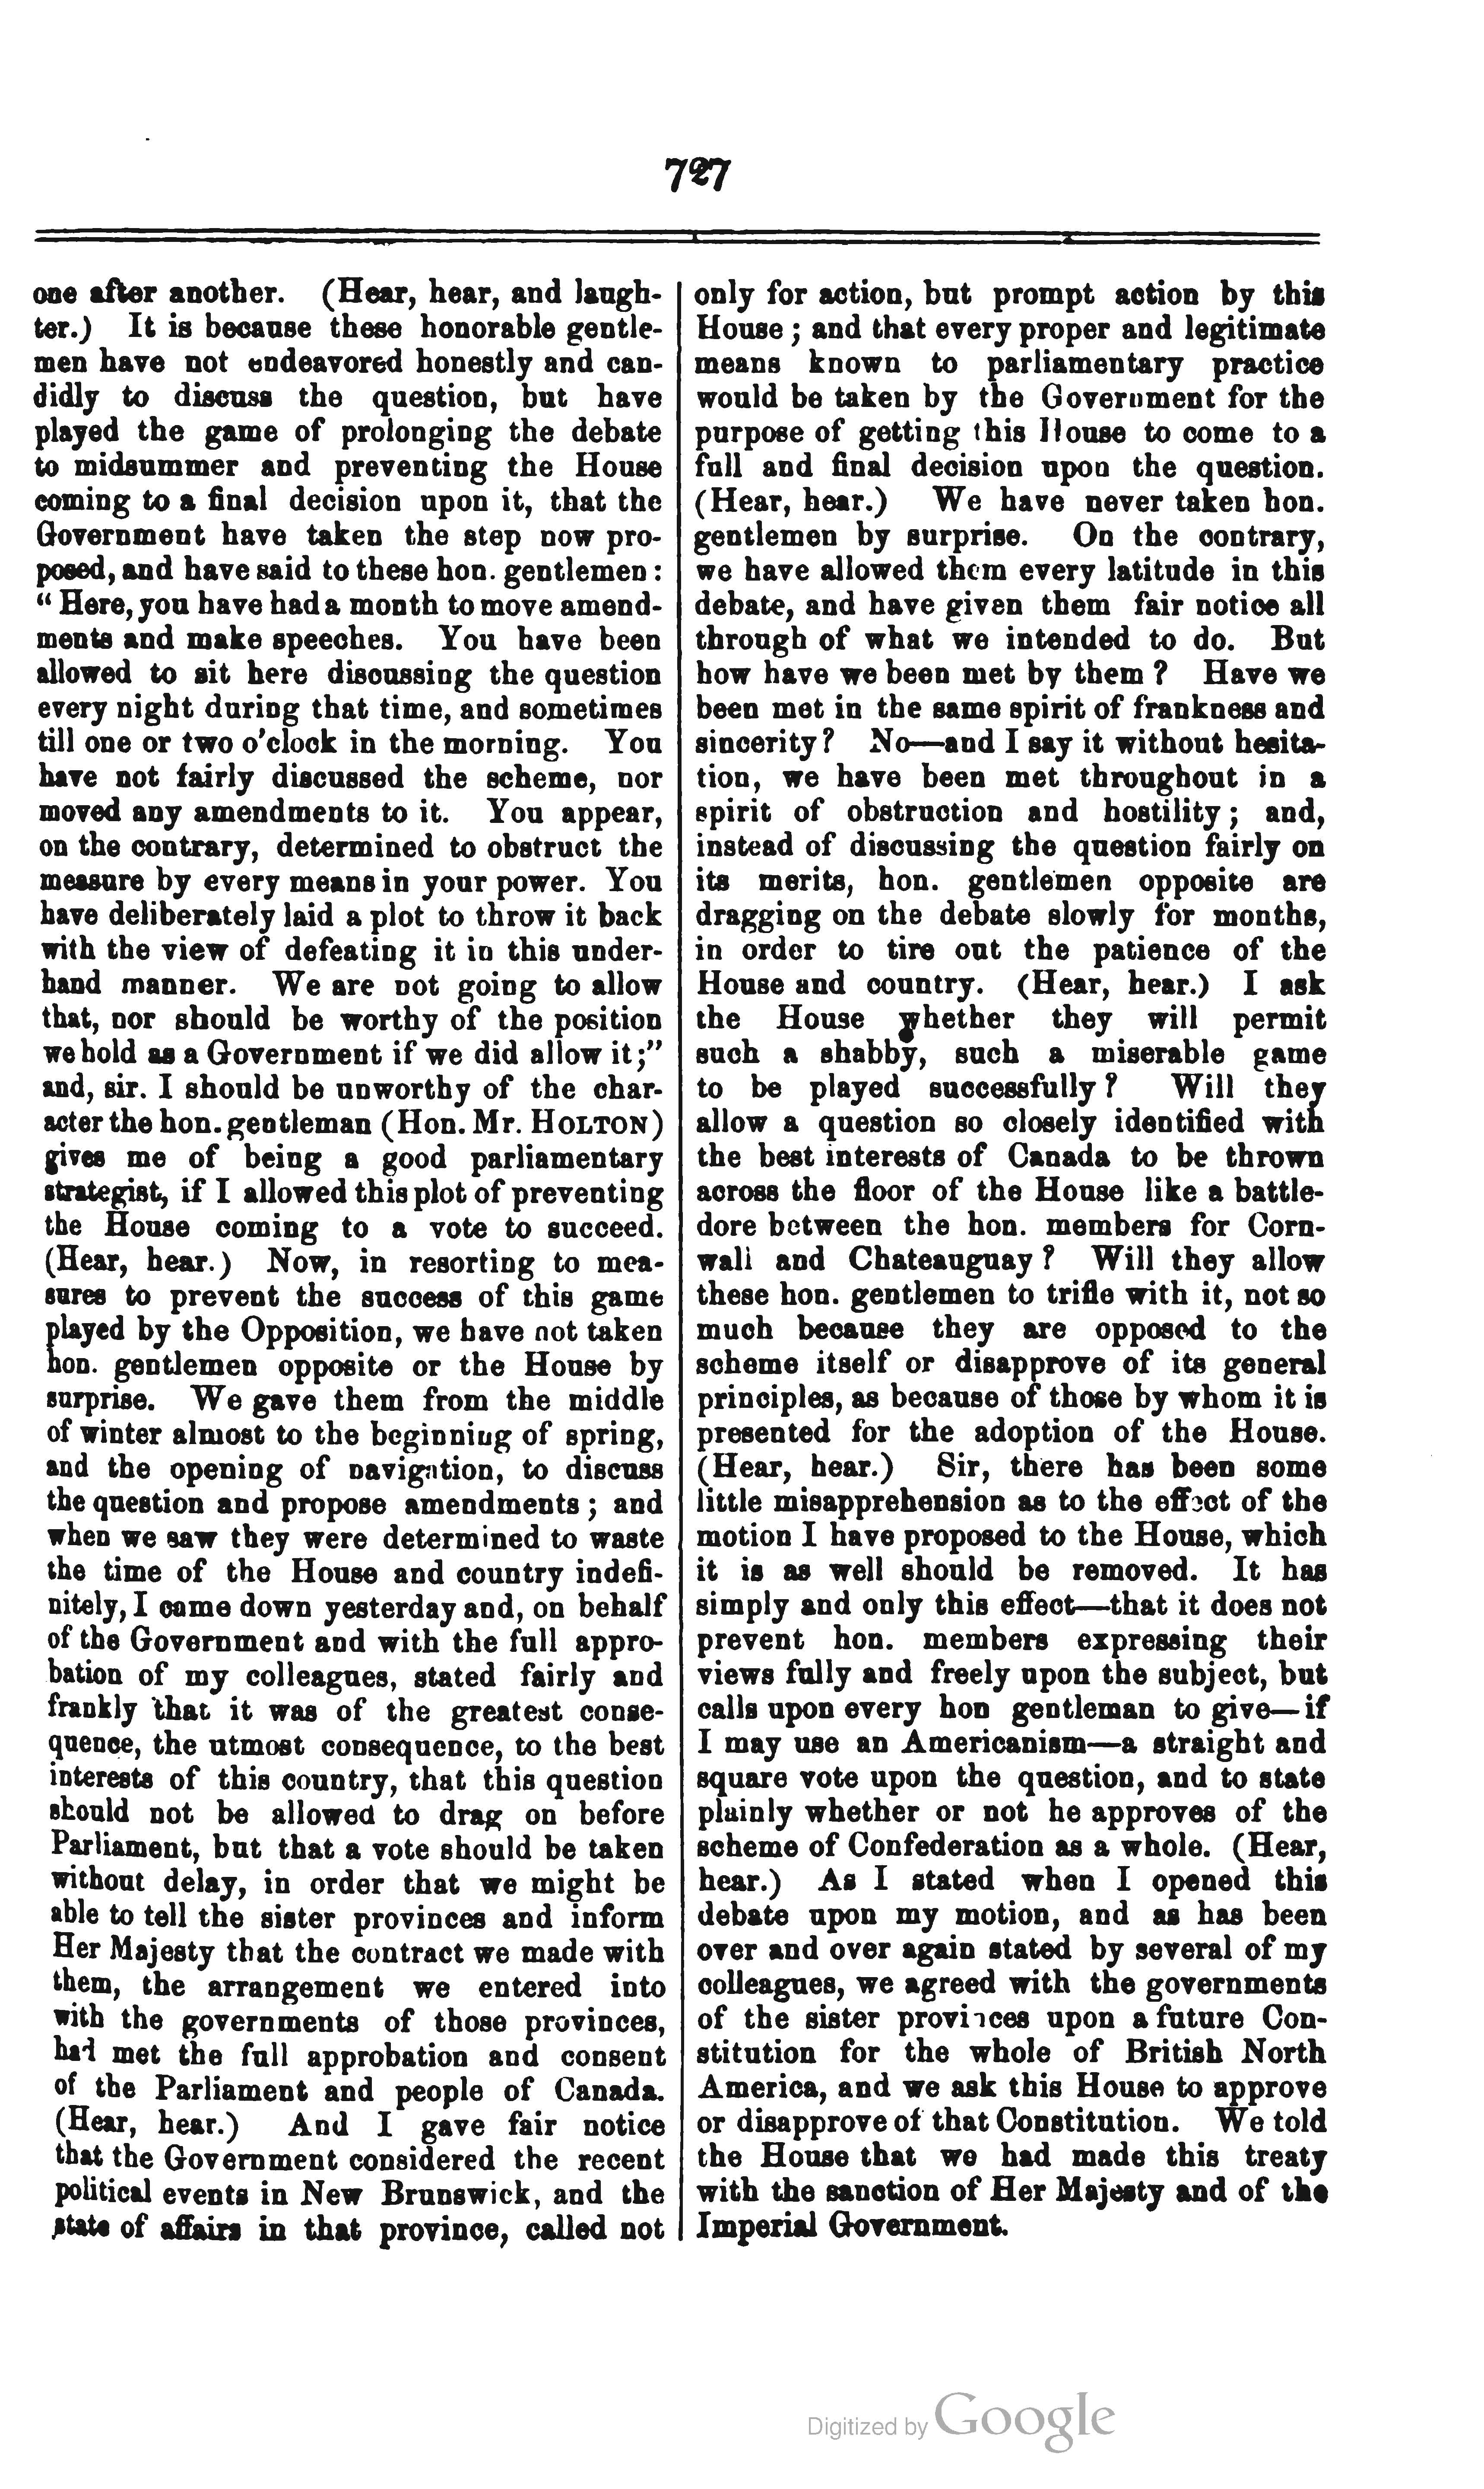 727
one after another. (Hear, hear, and laugh-
ter.) It is because these honorable gentle-
men have not endeavored honestly and can-
didly to discuss the question, but have
played the game of prolonging the debate
to midsummer and preventing the House
coming to a final decision upon it, that the
Government have taken the step now pro-
posed, and have said to these hon. gentlemen:
“Here, you have had a month to move amend-
ments and make speeches. You have been
allowed to sit here discussing the question
every night during that time, and sometimes
till one or two o'clock in the morning. You
have not fairly discussed the scheme, nor
moved any amendments to it. You appear,
on the contrary, determined to obstruct the
measure by every means in your power. You
have deliberately laid a plot to throw it back
with the view of defeating it in this under-
hand manner. We are not going to allow
that, nor should be worthy of the position
we hold as a Government if we did allow it;”
and, sir. I should be unworthy of the char-
acter the hon. gentleman (Hon. Mr. HOLTON)
gives me of being a good parliamentary
strategist, if I allowed this plot of preventing
the House coming to a vote to succeed.
(Hear, hear.) Now, in resorting to mea-
sures to prevent the success of this game
played by the Opposition, we have not taken
hon. gentlemen opposite or the House by
surprise. We gave them from the middle
of winter almost to the beginning of spring,
and the opening of navigation, to discuss
the question and propose amendments; and
when we saw they were determined to waste
the time of the House and country indefi-
nitely, I came down yesterday and, on behalf
of the Government and with the full appro-
bation of my colleagues, stated fairly and
frankly that it was of the greatest conse-
quence, the utmost consequence, to the best
interests of this country, that this question
should not be allowed to drag on before
Parliament, but that a vote should be taken
without delay, in order that we might be
able to tell the sister provinces and inform
Her Majesty that the contract we made with
them, the arrangement we entered into
with the governments of those provinces,
had met the full approbation and consent
of the Parliament and people of Canada.
(Hear, hear.) And I gave fair notice
that the Government considered the recent
political events in New Brunswick, and the
state of affairs in that province, called not
only for action, but prompt action by this
House; and that every proper and legitimate
means known to parliamentary practice
would be taken by the Government for the
purpose of getting this House to come to a
full and final decision upon the question.
(Hear, hear.) We have never taken hon.
gentlemen by surprise. On the contrary,
we have allowed them every latitude in this
debate, and have given them fair notice all
through of what we intended to do. But
how have we been met by them? Have we
been met in the same spirit of frankness and
sincerity? No—and I say it without hesita-
tion, we have been met throughout in a
spirit of obstruction and hostility; and,
instead of discussing the question fairly on
its merits, hon. gentlemen opposite are
dragging on the debate slowly for months,
in order to tire out the patience of the
House and country. (Hear, hear.) I ask
the House whether they will permit
such a shabby, such a miserable game
to be played successfully? Will they
allow a question so closely identified with
the best interests of Canada to be thrown
across the floor of the House like a battle-
dore between the hon. members for Corn-
wall and Chateauguay? Will they allow
these hon. gentlemen to trifle with it, not so
much because they are opposed to the
scheme itself or disapprove of its general
principles, as because of those by whom it is
presented for the adoption of the House.
(Hear, hear.) Sir, there has been some
little misapprehension as to the effect of the
motion I have proposed to the House, which
it is as well should be removed. It has
simply and only this effect—that it does not
prevent hon. members expressing their
views fully and freely upon the subject, but
calls upon every hon gentleman to give—if
I may use an Americanism—a straight and
square vote upon the question, and to state
plainly whether or not he approves of the
scheme of Confederation as a whole. (Hear,
hear.) As I stated when I opened this
debate upon my motion, and as has been
over and over again stated by several of my
colleagues, we agreed with the governments
of the sister provinces upon a future Con-
stitution for the whole of British North
America, and we ask this House to approve
or disapprove of that Constitution. We told
the House that we had made this treaty
with the sanction of Her Majesty and of the
Imperial Government.
Digitized by Google